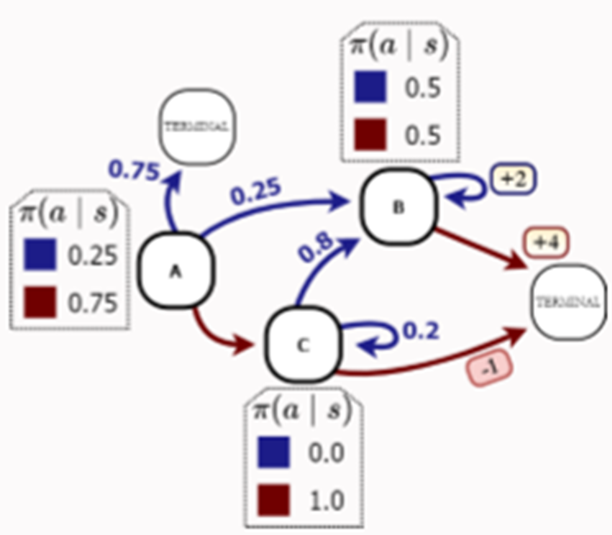 π(a | s)
0.5
0.5
TERMINAL
0.75
0.25
+2
B
π(a | s)
0.25
0.75
A
0.8
+4
TERMINAL
C
0.2
-1
π(a | s)
0.0
1.0